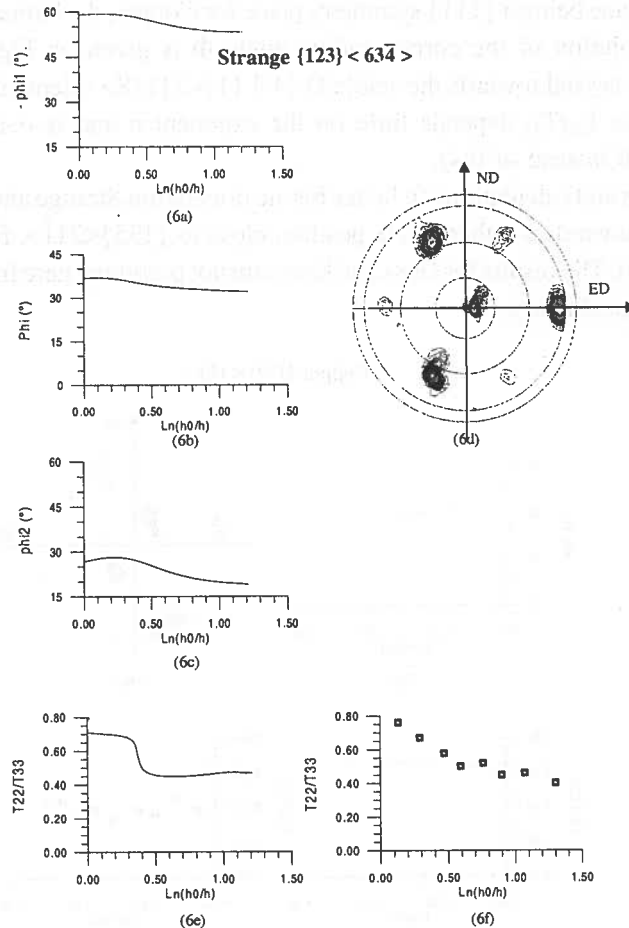 60
45
30
15
- phi1 (°)
Strange {123} < 634̄ >
0.00 0.50 1.00 1.50
Ln(h0/h)
(6a)
60
45
30
15
0
Phi (°)
0.00 0.50 1.00 1.50
Ln(h0/h)
(6b)
ND
ED
(6d)
60
45
30
15
phi2 (°)
0.00 0.50 1.00 1.50
Ln(h0/h)
(6c)
0.80
0.60
0.40
0.20
0.00
T22/T33
0.00 0.50 1.00 1.50
Ln(h0/h)
(6e)
0.80
0.60
0.40
0.20
0.00
T22/T33
0.00 0.50 1.00 1.50
Ln(h0/h)
(6f)